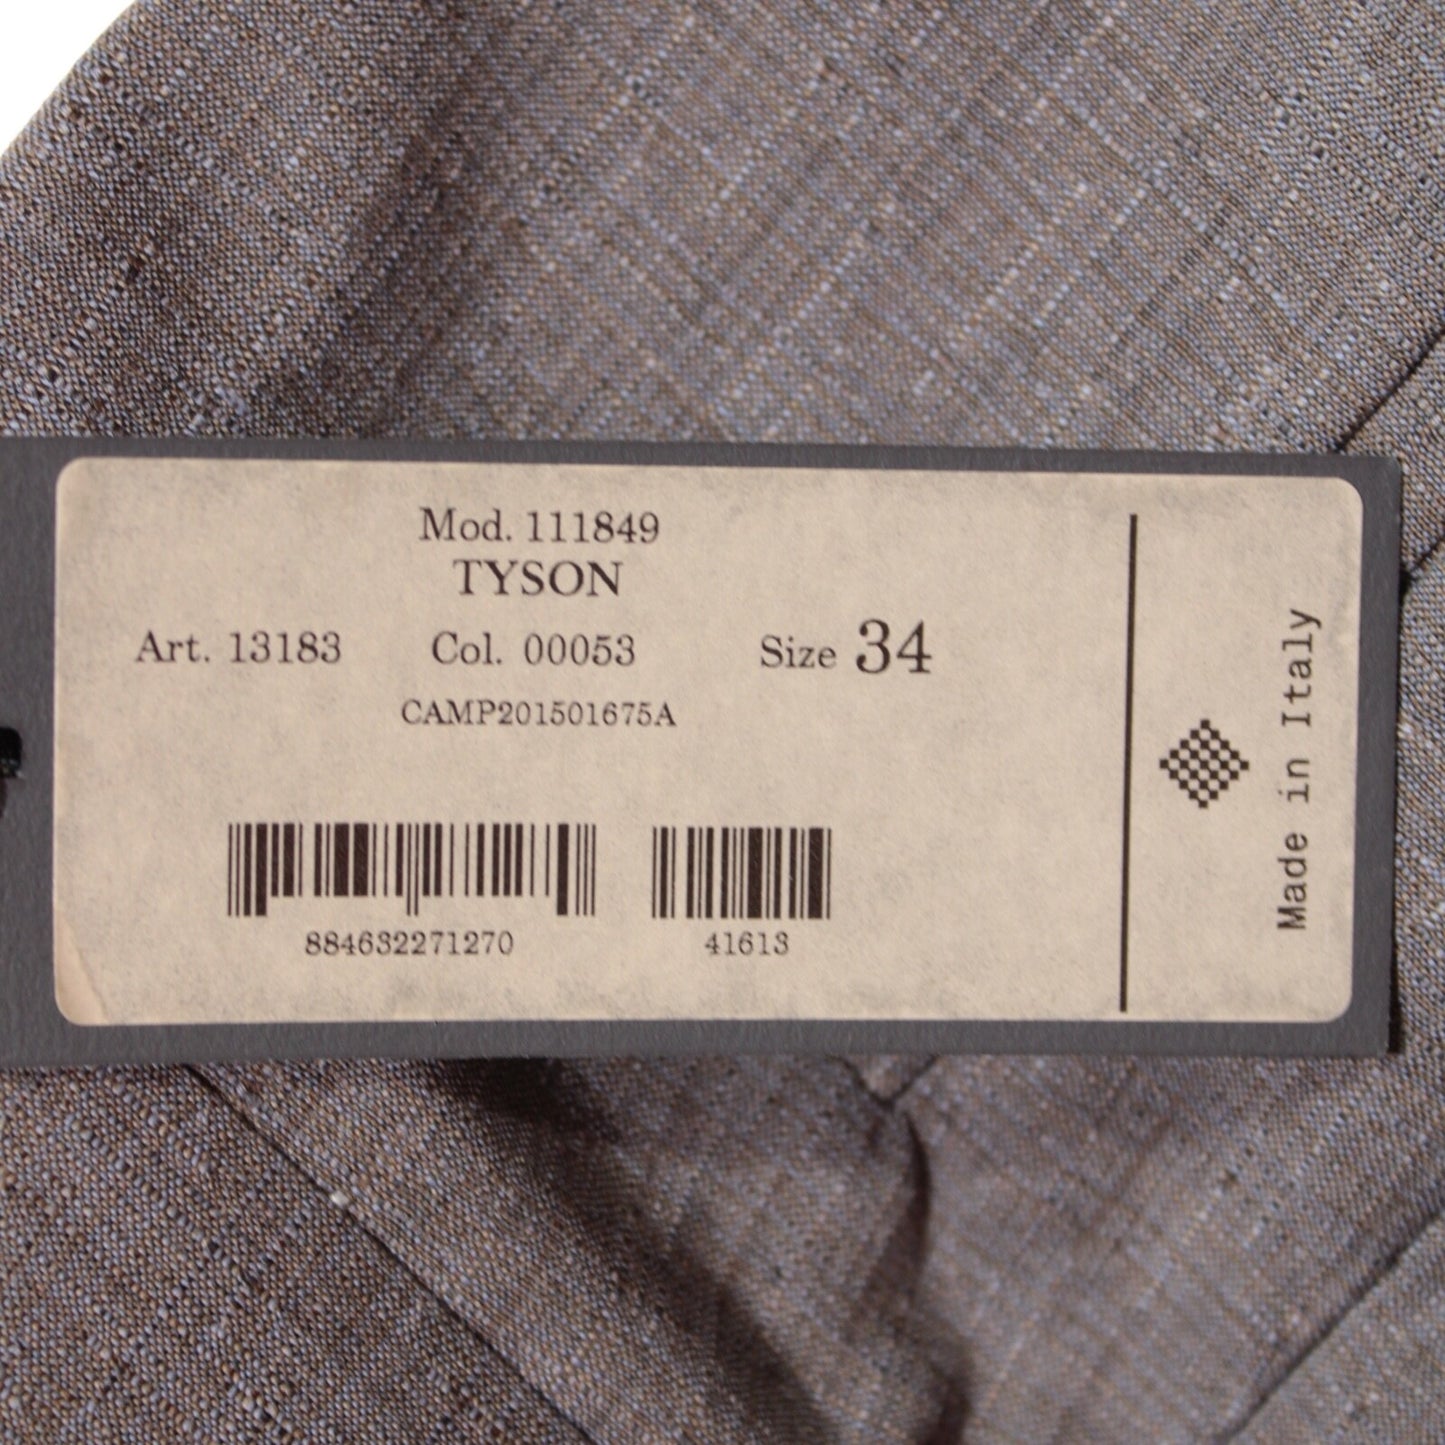 Mod. 111849
TYSON
Art. 13183 Col. 00053 Size 34
CAMP201501675A
884632271270 41613
Made in Italy